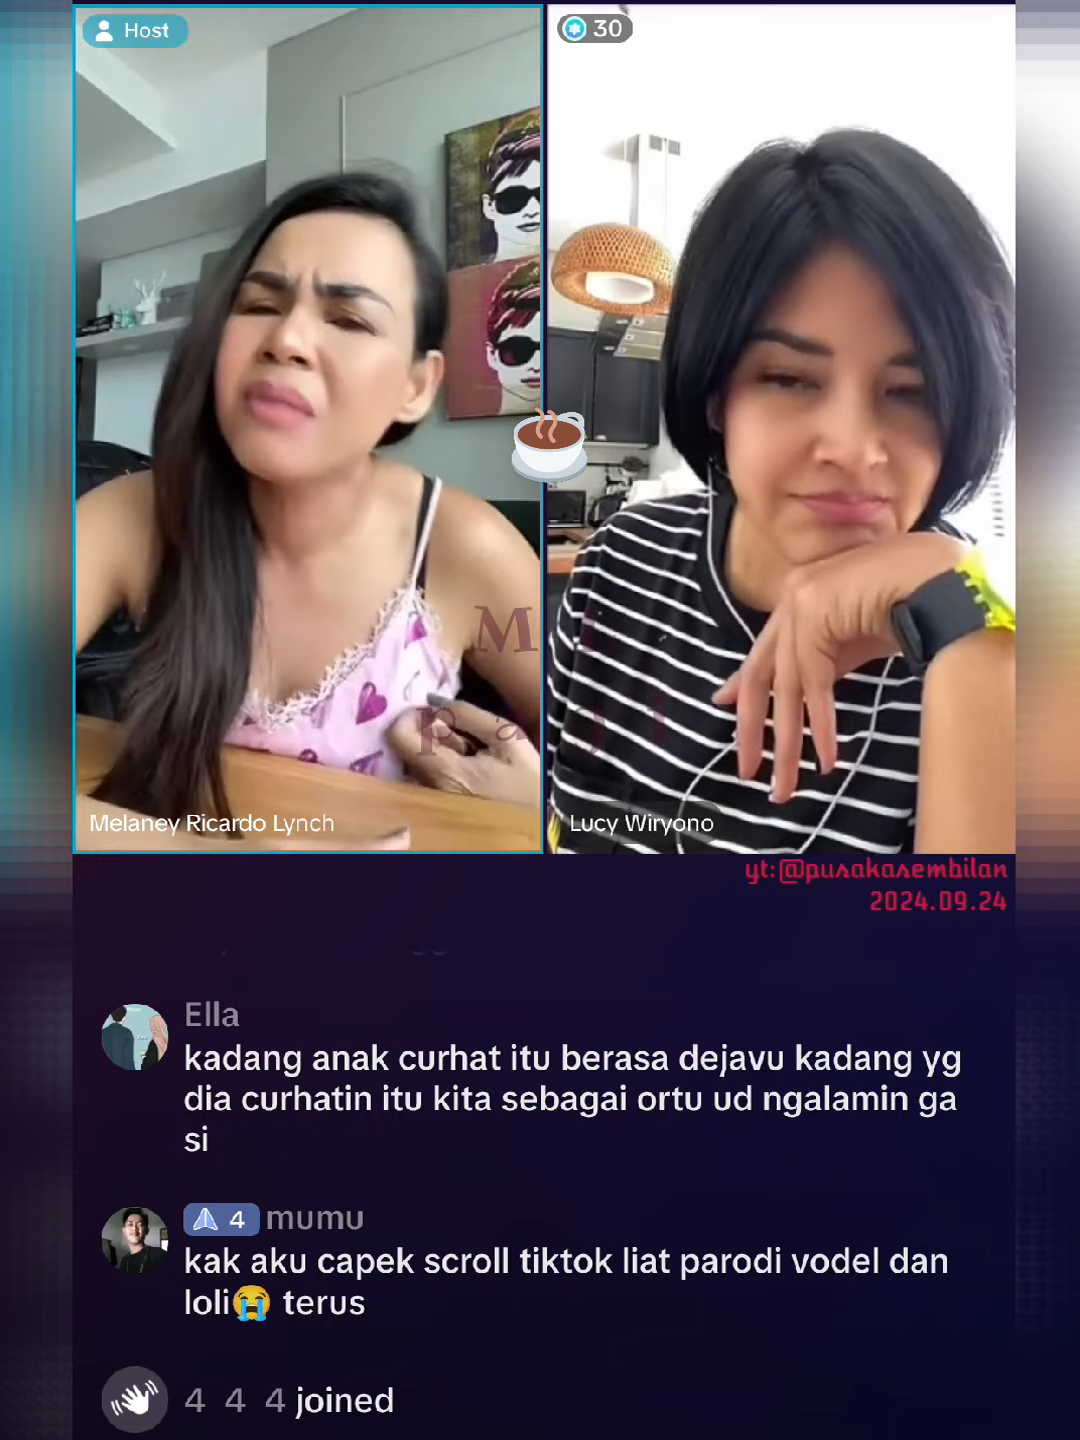 Host
30
M i
p a g i
Melaney Ricardo Lynch
Lucy Wiryono
yt:@pusakasembilan
2024.09.24
Ella
kadang anak curhat itu berasa dejavu kadang yg
dia curhatin itu kita sebagai ortu ud ngalamin ga
si
4 mumu
kak aku capek scroll tiktok liat parodi vodel dan
loli😭 terus
4 4 4 joined